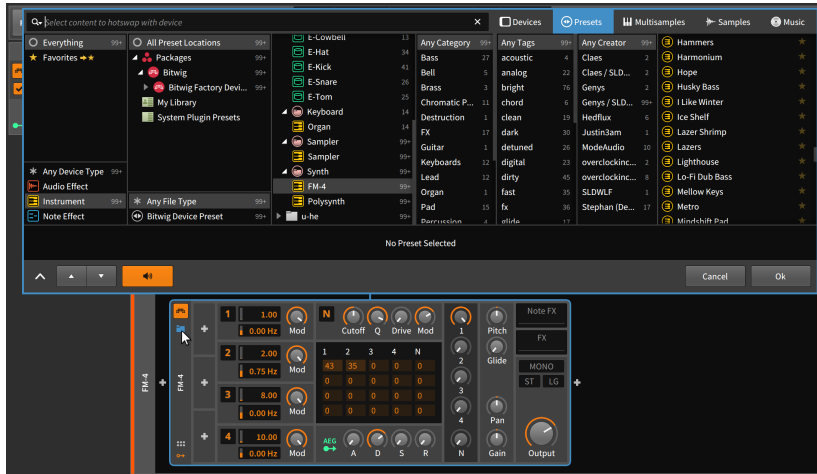 Select content to hotswap with device
Devices
Presets
Multisamples
Samples
Music
Everything 99+
Favorites
Any Device Type 99+
Audio Effect
Instrument 99+
Note Effect
All Preset Locations 99+
Packages 99+
Bitwig 99+
Bitwig Factory Devi... 99+
My Library
System Plugin Presets
Any File Type 99+
Bitwig Device Preset 99+
E-Cowbell 13
E-Hat 34
E-Kick 41
E-Snare 26
E-Tom 25
Keyboard 14
Organ 14
Sampler 99+
Sampler 99+
Synth 99+
FM-4 99+
Polysynth 99+
u-he 99+
Any Category 99+
Bass 27
Bell 5
Brass 3
Chromatic P... 11
Destruction 1
FX 17
Guitar 1
Keyboards 12
Lead 12
Organ 1
Pad 15
Percussion 4
Any Tags 99+
acoustic 4
analog 22
bright 76
chord 6
clean 19
dark 30
detuned 26
digital 23
dirty 45
fast 35
fx 36
glide 17
Any Creator 99+
Claes 2
Claes / SLD... 2
Genys 2
Genys / SLD... 99+
Hedflux 6
Justin3am 1
ModeAudio 10
overclockinc... 2
overclockinc... 8
SLDWLF 1
Stephan (De... 17
Hammers
Harmonium
Hope
Husky Bass
I Like Winter
Ice Shelf
Lazer Shrimp
Lazers
Lighthouse
Lo-Fi Dub Bass
Mellow Keys
Metro
Mindshift Pad
No Preset Selected
Cancel
Ok
FM-4
FM-4
1 1.00
0.00 Hz Mod
2 2.00
0.75 Hz Mod
3 8.00
0.00 Hz Mod
4 10.00
0.00 Hz Mod
N
Cutoff Q Drive Mod
1 2 3 4 N
43 35 0 0 0
0 0 0 0 0
0 0 0 0 0
0 0 0 0 0
AEG
A D S R
1
2
3
4
N
Pitch
Glide
Pan
Gain
Note FX
FX
MONO
ST LG
Output